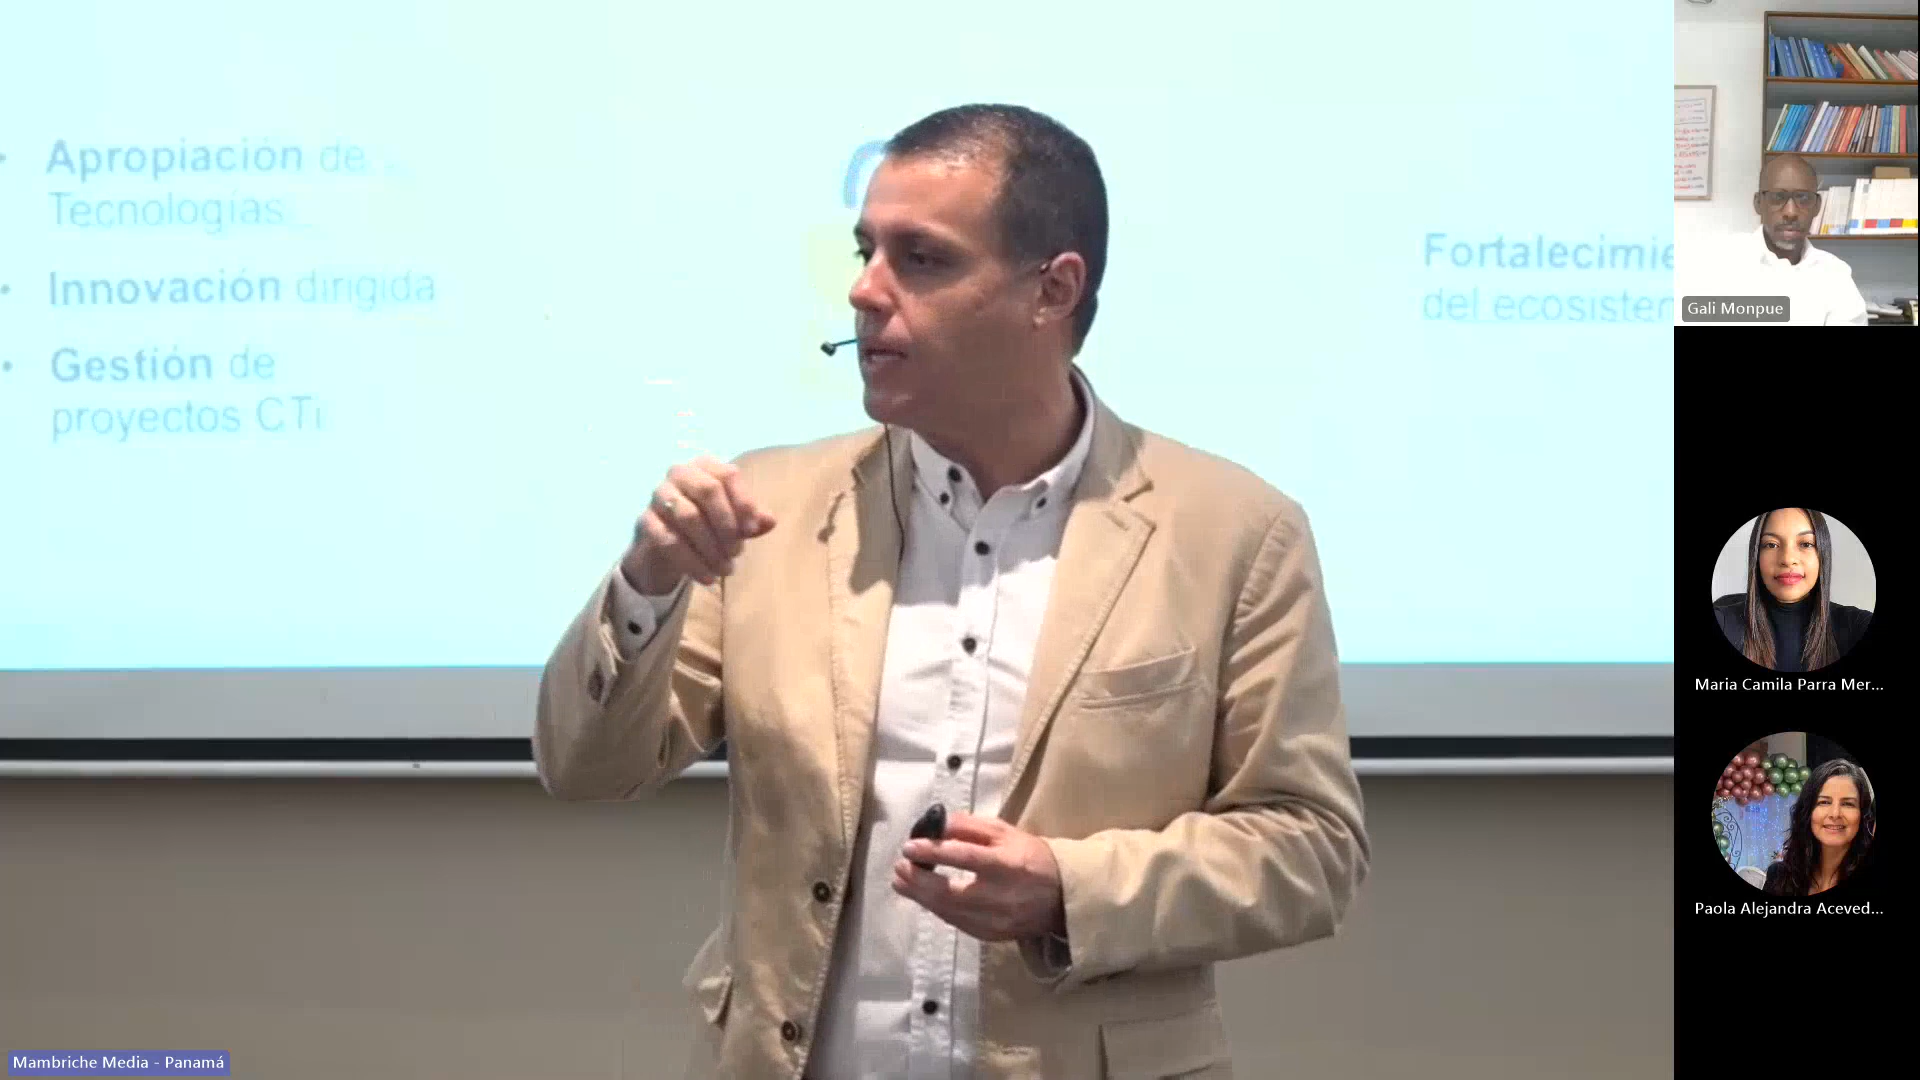 Apropiación de
Tecnologías
Innovación dirigida
Gestión de
proyectos CTi
Fortalecimie
del ecosistem
Gali Monpue
Maria Camila Parra Mer...
Paola Alejandra Aceved...
Mambriche Media - Panamá